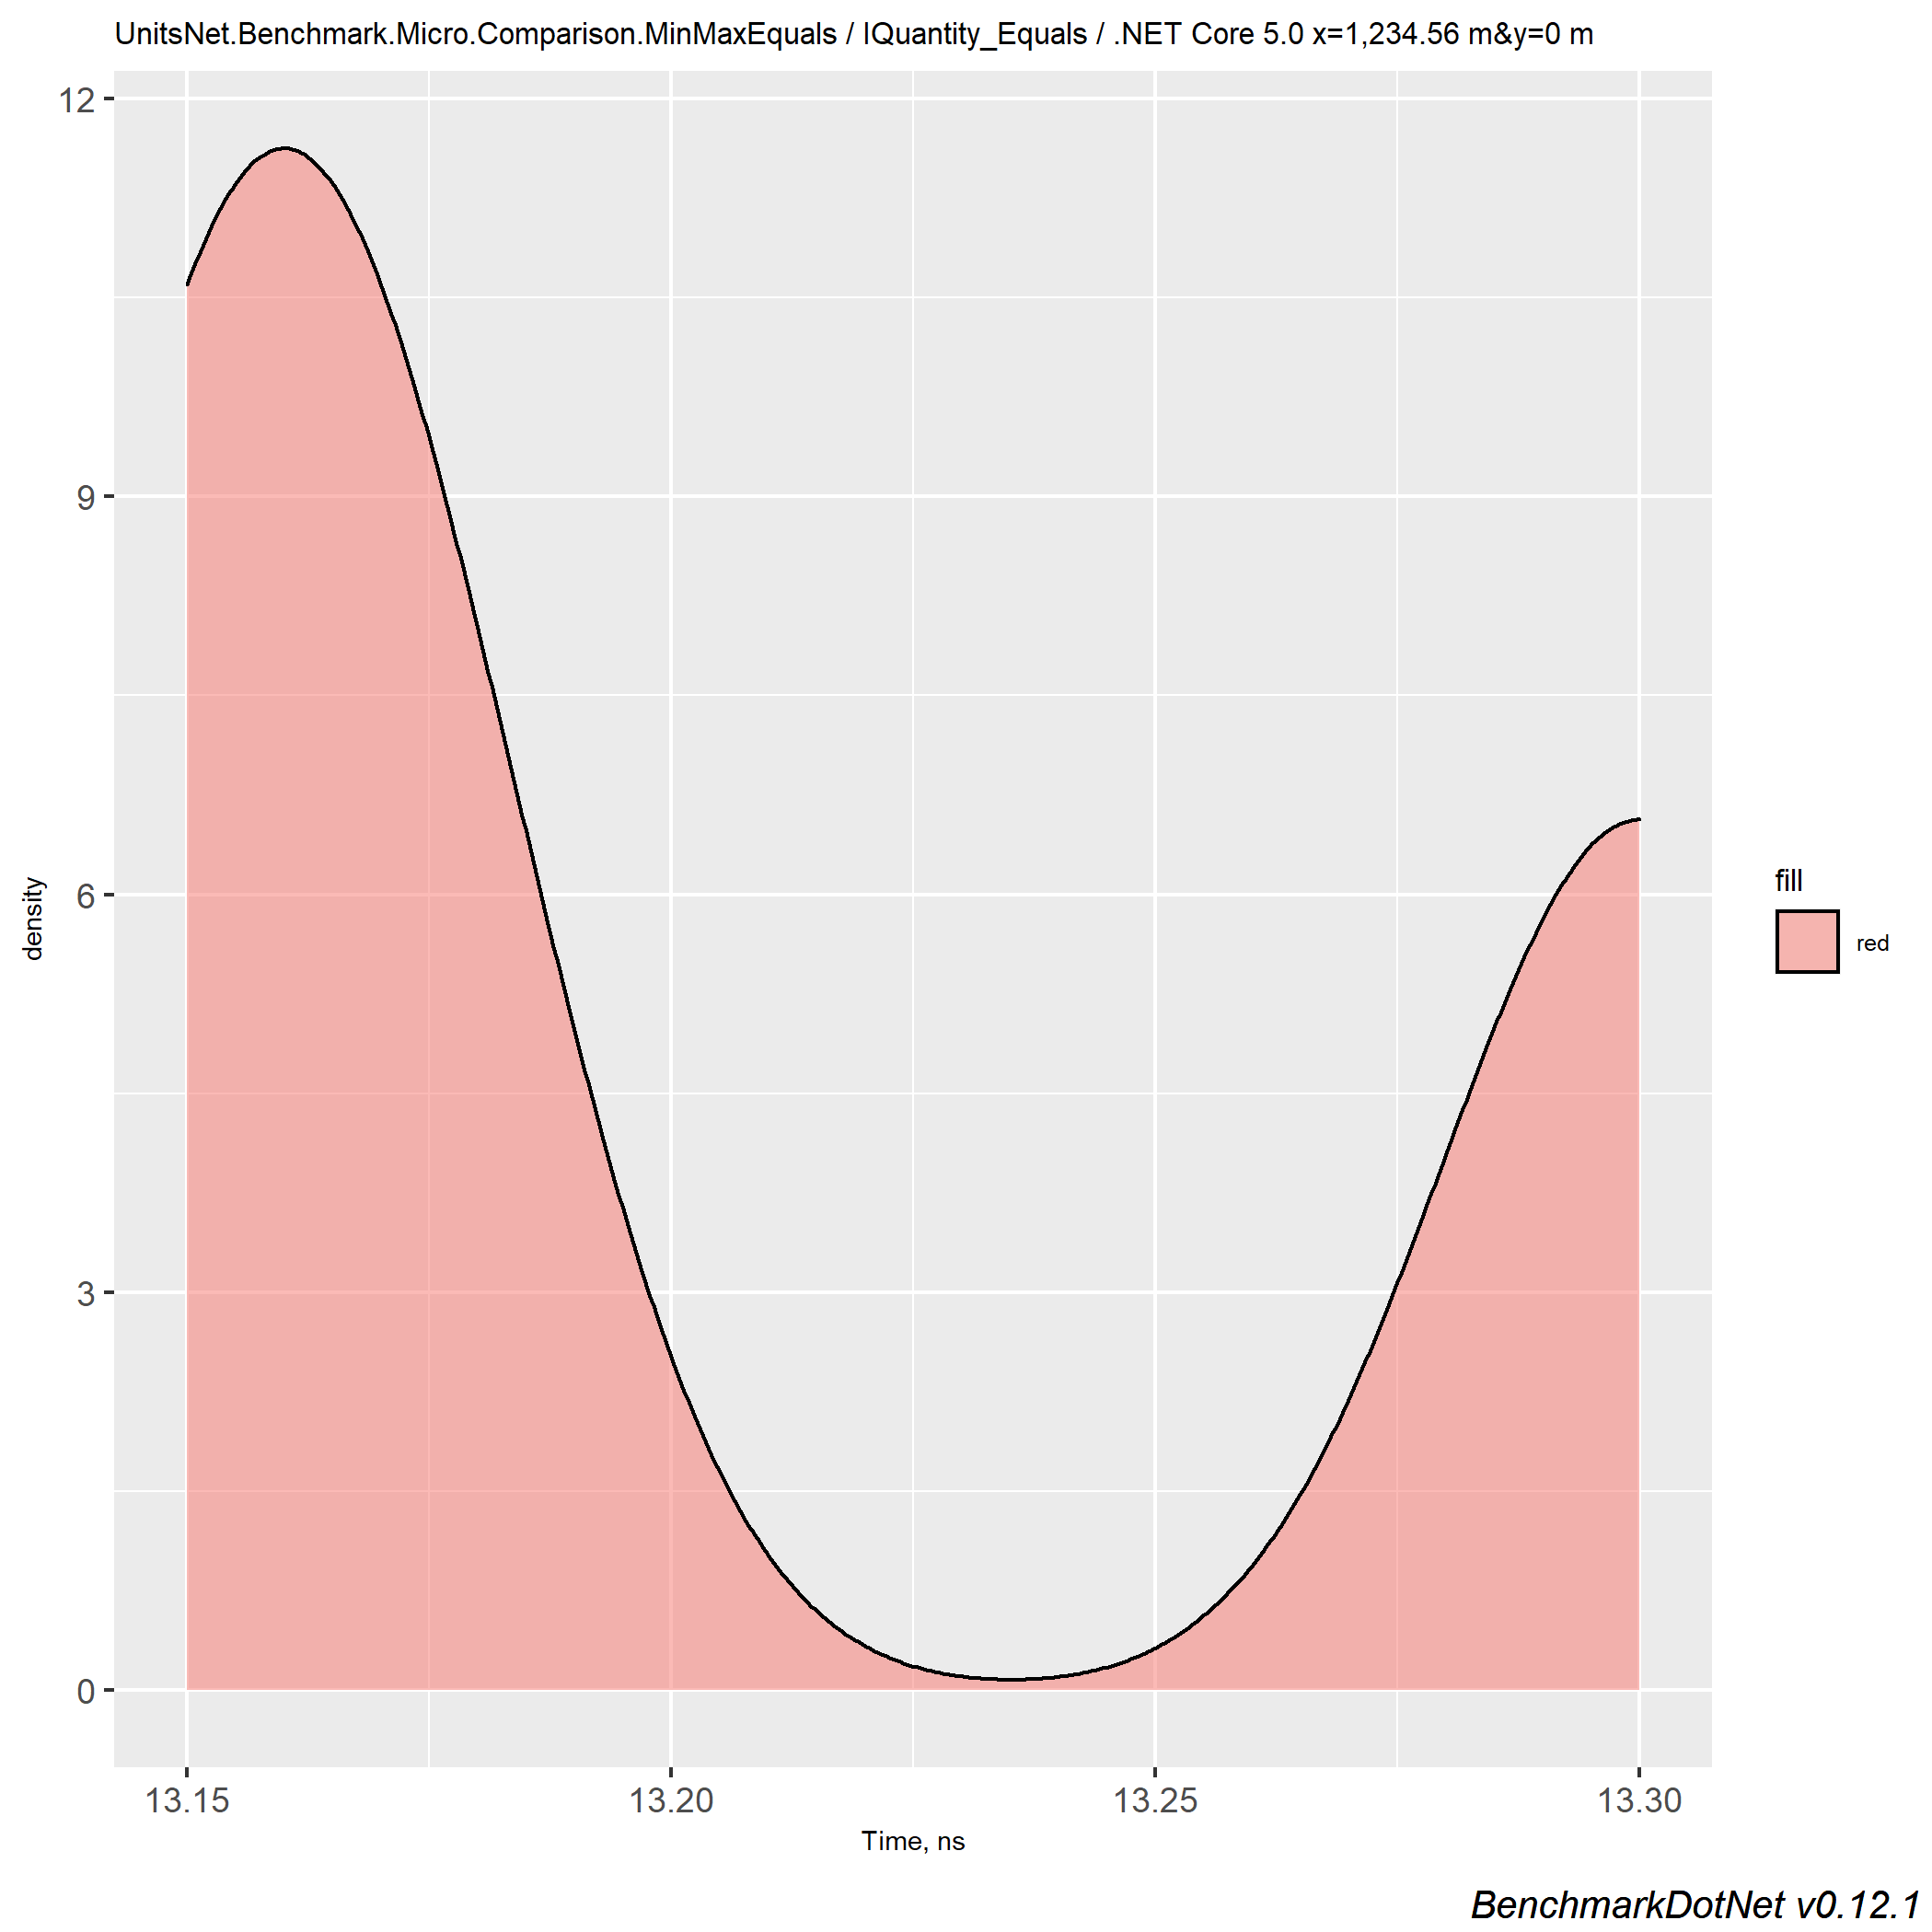 UnitsNet.Benchmark.Micro.Comparison.MinMaxEquals / IQuantity_Equals / .NET Core 5.0 x=1,234.56 m&y=0 m
12
9
6
3
0
density
13.15 13.20 13.25 13.30
Time, ns
fill
red
BenchmarkDotNet v0.12.1